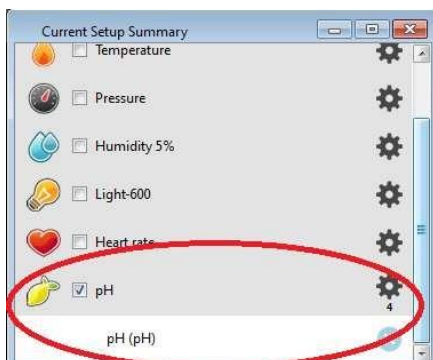 Current Setup Summary
Temperature
Pressure
Humidity 5%
Light-600
Heart rate
pH
4
pH (pH)